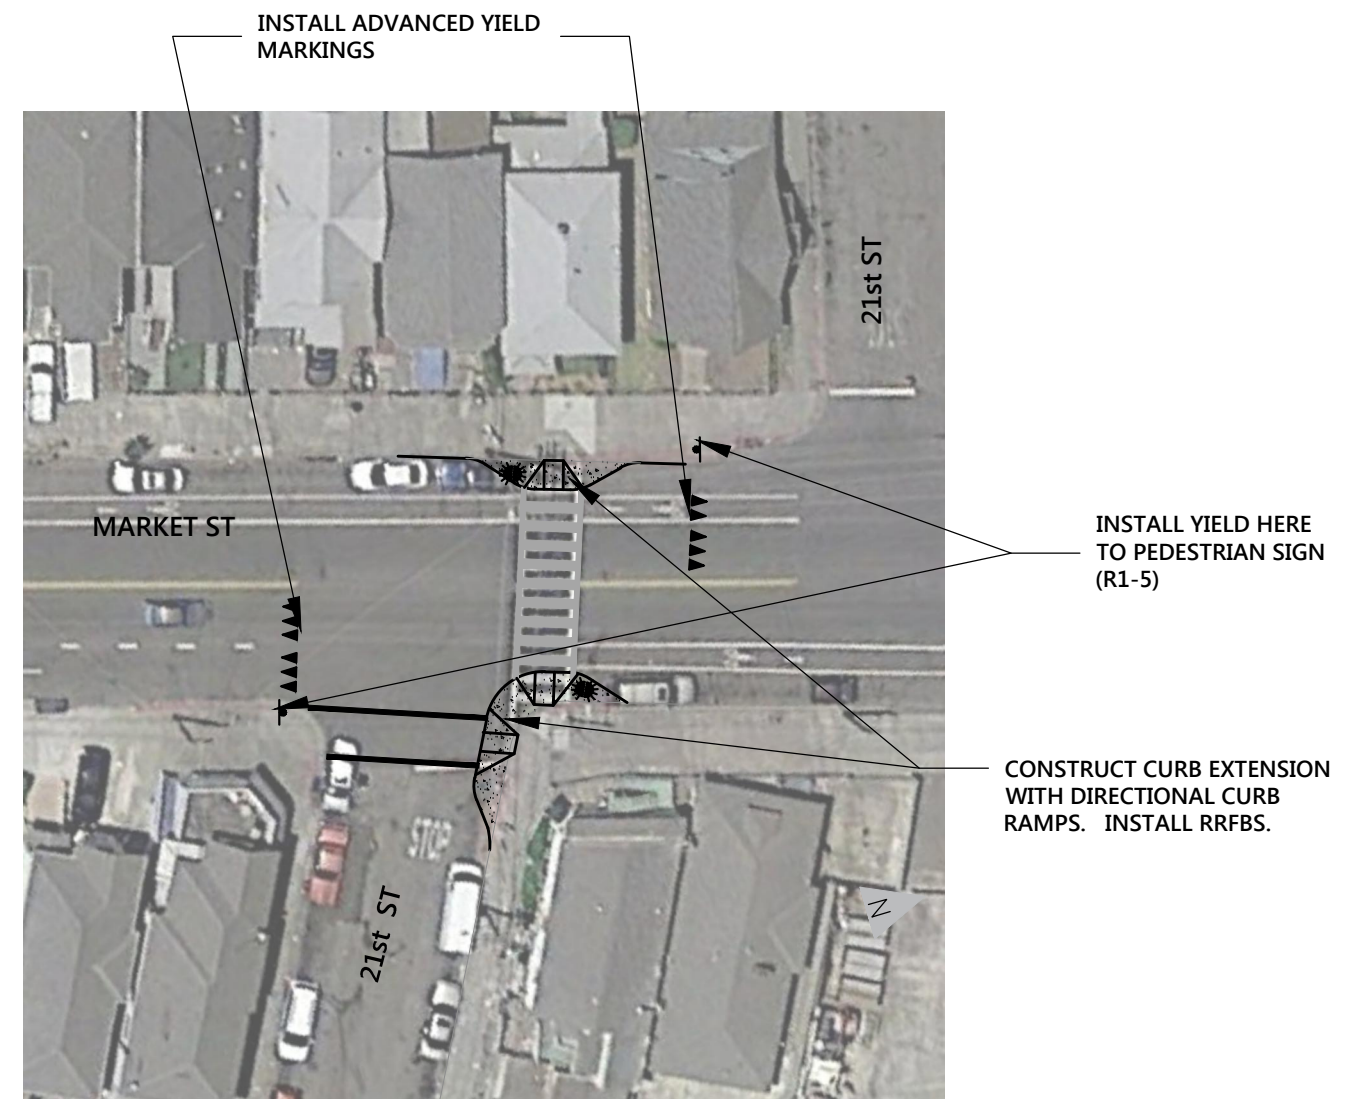 INSTALL ADVANCED YIELD
MARKINGS
21st ST
MARKET ST
INSTALL YIELD HERE
TO PEDESTRIAN SIGN
(R1-5)
CONSTRUCT CURB EXTENSION
WITH DIRECTIONAL CURB
RAMPS. INSTALL RRFBS.
STOP
21st ST
N